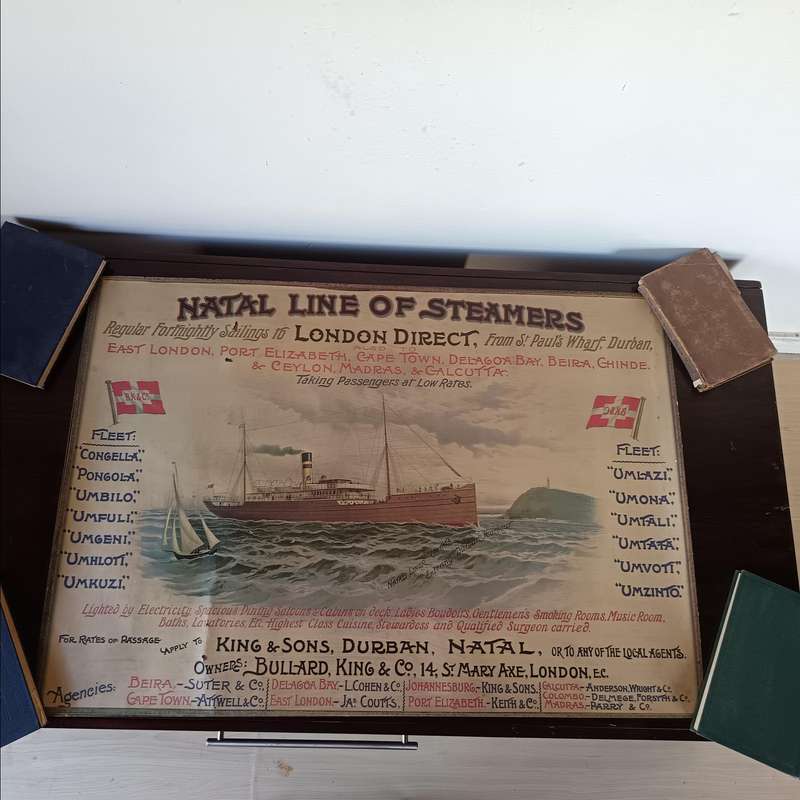 NATAL LINE OF STEAMERS
Regular Fortnightly Sailings to LONDON DIRECT, From St Paul's Wharf, Durban,
EAST LONDON, PORT ELIZABETH, CAPE TOWN, DELAGOA BAY, BEIRA, CHINDE.
& CEYLON, MADRAS, & CALCUTTA.
Taking Passengers at Low Rates.
B.K & Co
FLEET:
"CONGELLA,"
"PONGOLA,"
"UMBILO,"
"UMFULI,"
"UMGENI,"
"UMHLOTI,"
"UMKUZI,"
FLEET:
"UMLAZI,"
"UMONA,"
"UMTALI,"
"UMTATA,"
"UMVOTI,"
"UMZINTO."
Lighted by Electricity, Spacious Dining Saloons & Cabins on deck, Ladies Boudoirs, Gentlemen's Smoking Rooms, Music Room,
Baths, Lavatories, Etc. Highest Class Cuisine, Stewardess and Qualified Surgeon carried.
FOR RATES OF PASSAGE APPLY TO KING & SONS, DURBAN, NATAL, OR TO ANY OF THE LOCAL AGENTS.
OWNERS: BULLARD, KING & Co, 14, ST MARY AXE, LONDON, E.C.
Agencies:
BEIRA.-SUTER & Co.
CAPE TOWN.-ATTWELL & Co.
DELAGOA BAY.-L.COHEN & Co.
EAST LONDON.-JAs COUTTS.
JOHANNESBURG.-KING & SONS.
PORT ELIZABETH.-KEITH & Co.
CALCUTTA.-ANDERSON, WRIGHT & Co.
COLOMBO.-DELMEGE, FORSYTH & Co.
MADRAS.-PARRY & Co.